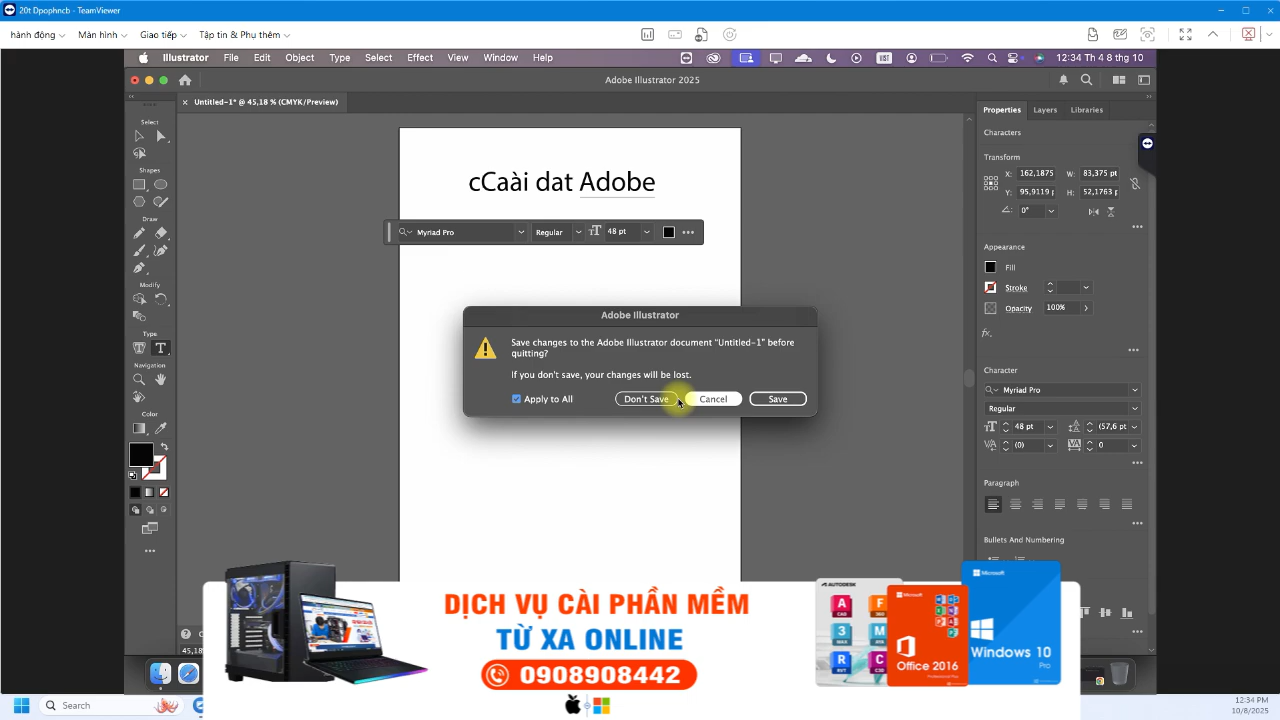 20t Dpophncb - TeamViewer
hành động Màn hình Giao tiếp Tập tin & Phụ thêm
Illustrator File Edit Object Type Select Effect View Window Help
12:34 Th 4 8 thg 10
Adobe Illustrator 2025
Untitled-1* @ 45,18 % (CMYK/Preview)
Select
Shapes
Draw
Modify
Type
Navigation
Color
cCaài dat Adobe
Myriad Pro Regular 48 pt
Adobe Illustrator
Save changes to the Adobe Illustrator document "Untitled-1" before
quitting?
If you don't save, your changes will be lost.
Apply to All Don't Save Cancel Save
Properties Layers Libraries
Characters
Transform
X: 162,1875 W: 83,375 pt
Y: 95,9119 H: 52,1763
0°
Appearance
Fill
Stroke
Opacity 100%
fx.
Character
Myriad Pro
Regular
48 pt (57,6 pt
(0) 0
Paragraph
Bullets And Numbering
DỊCH VỤ CÀI PHẦN MỀM
TỪ XA ONLINE
0908908442
AUTODESK
Microsoft
Office 2016
Microsoft
Windows 10
Pro
Search
12:34 PM
10/8/2025